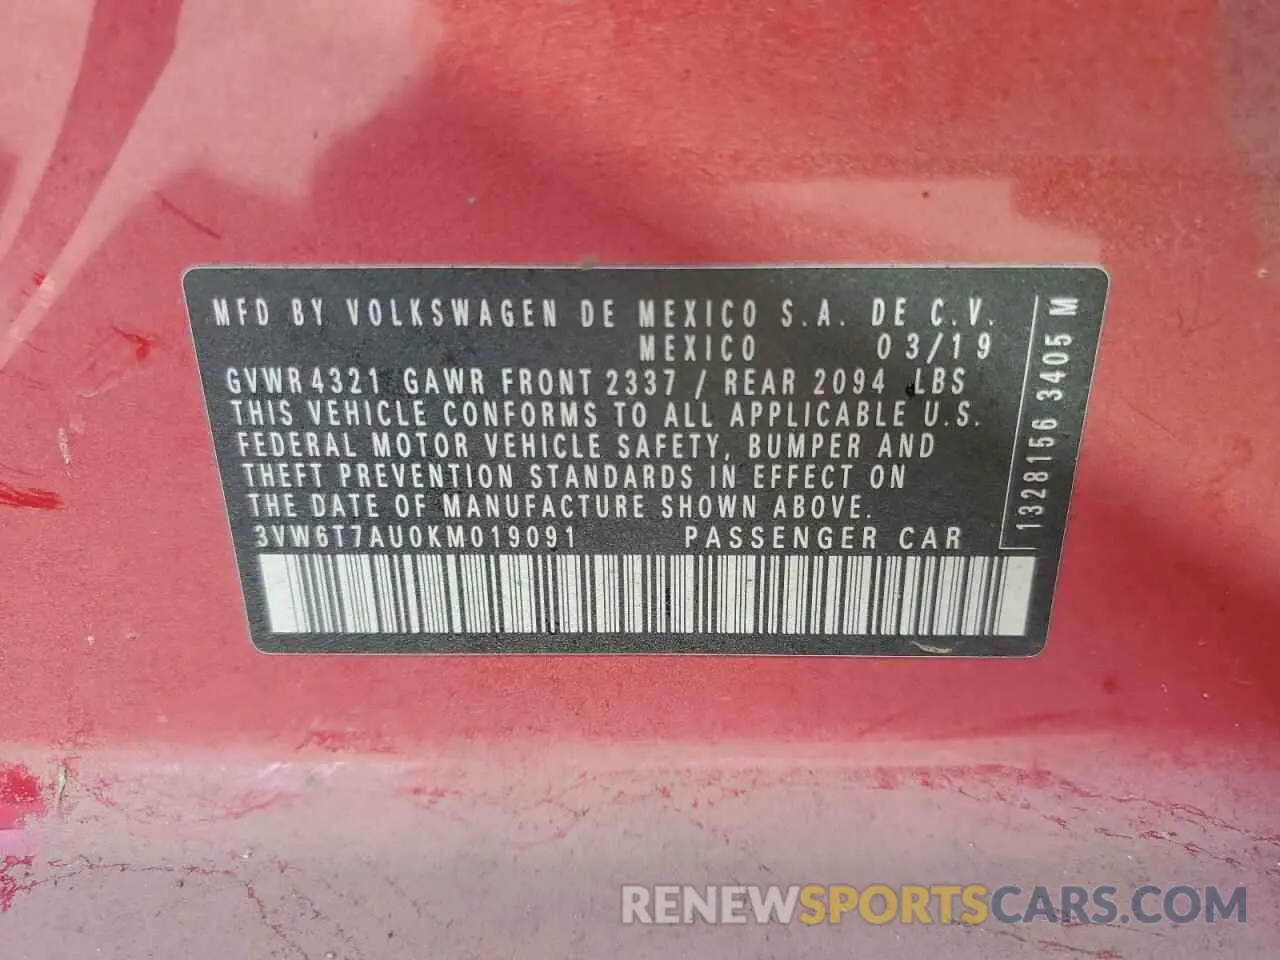 MFD BY VOLKSWAGEN DE MEXICO S.A. DE C.V.
MEXICO 03/19
GVWR 4321 GAWR FRONT 2337 / REAR 2094 LBS
THIS VEHICLE CONFORMS TO ALL APPLICABLE U.S.
FEDERAL MOTOR VEHICLE SAFETY, BUMPER AND
THEFT PREVENTION STANDARDS IN EFFECT ON
THE DATE OF MANUFACTURE SHOWN ABOVE.
3VW6T7AU0KM019091 PASSENGER CAR
1328156 3405 M
RENEWSPORTSCARS.COM